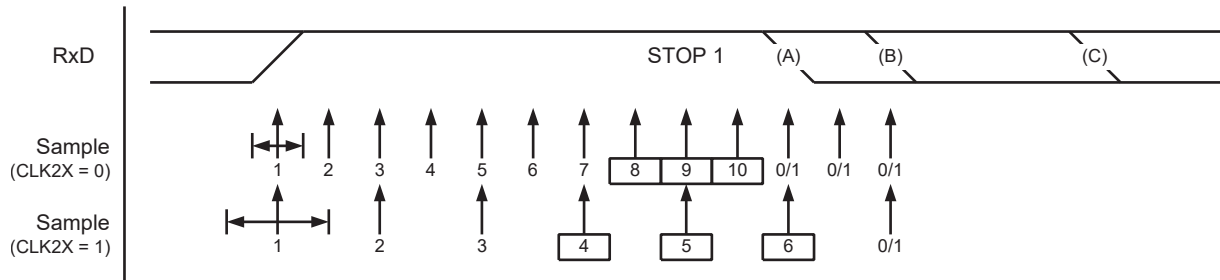 RxD
STOP 1
(A)
(B)
(C)
Sample
(CLK2X = 0)
1 2 3 4 5 6 7 8 9 10 0/1 0/1 0/1
Sample
(CLK2X = 1)
1 2 3 4 5 6 0/1